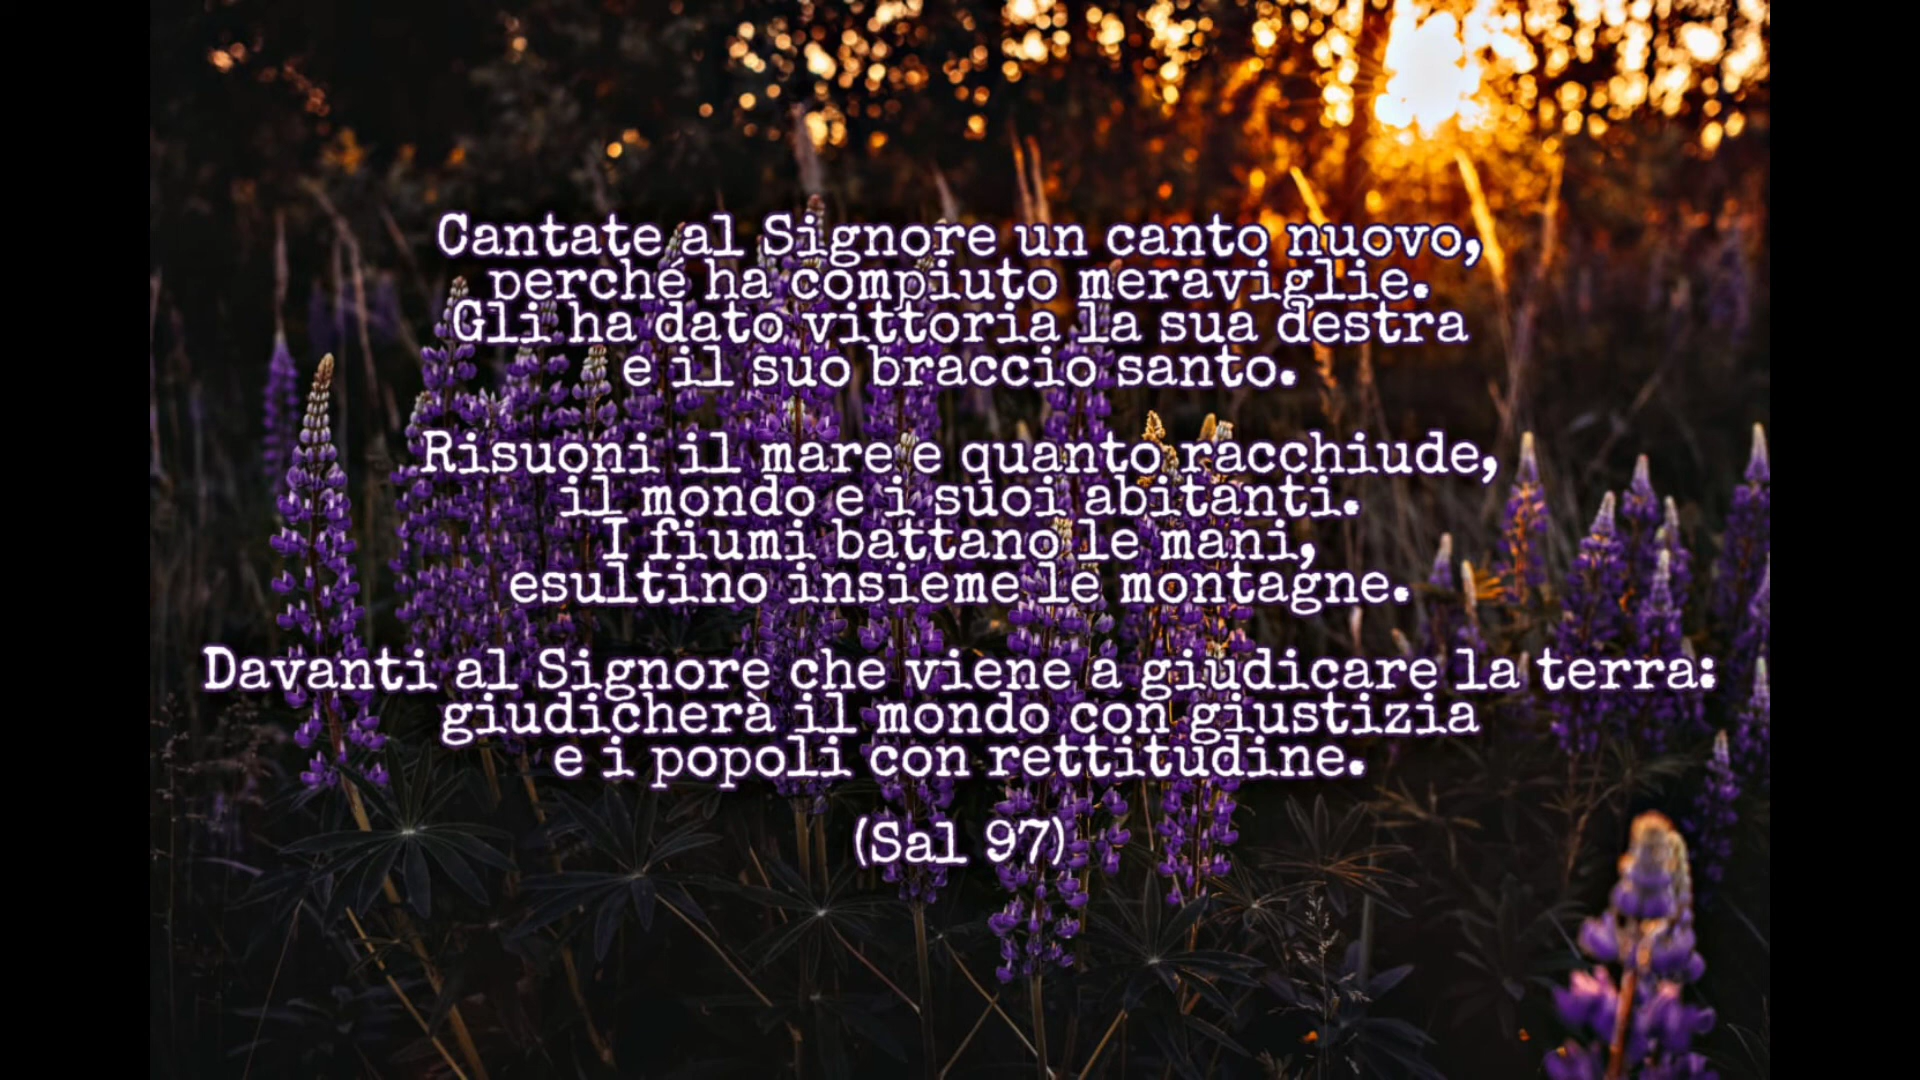 Cantate al Signore un canto nuovo,
perché ha compiuto meraviglie.
Gli ha dato vittoria la sua destra
e il suo braccio santo.
Risuoni il mare e quanto racchiude,
il mondo e i suoi abitanti.
I fiumi battano le mani,
esultino insieme le montagne.
Davanti al Signore che viene a giudicare la terra:
giudicherà il mondo con giustizia
e i popoli con rettitudine.
(Sal 97)